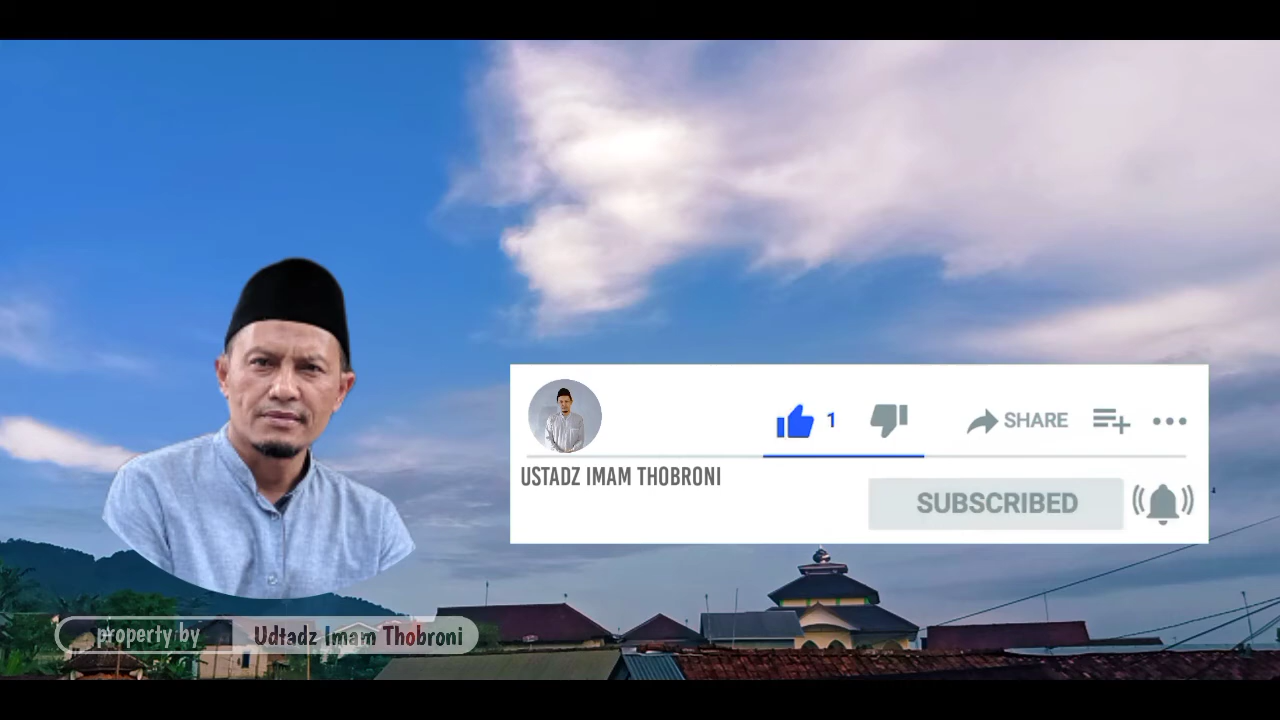 1
SHARE
USTADZ IMAM THOBRONI
SUBSCRIBED
property by Udtadz Imam Thobroni